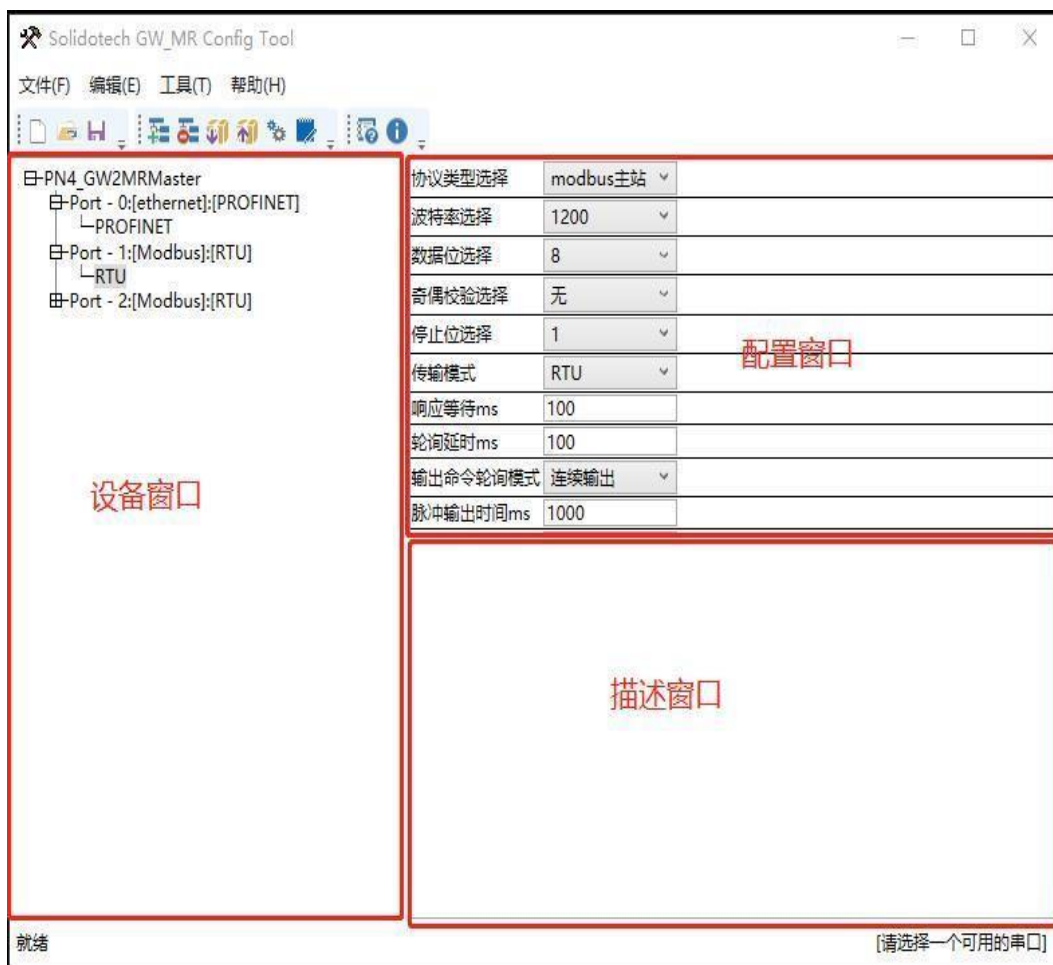 Solidotech GW_MR Config Tool
文件(F) 编辑(E) 工具(T) 帮助(H)
PN4_GW2MRMaster
Port - 0:[ethernet]:[PROFINET]
PROFINET
Port - 1:[Modbus]:[RTU]
RTU
Port - 2:[Modbus]:[RTU]
设备窗口
协议类型选择 modbus主站
波特率选择 1200
数据位选择 8
奇偶校验选择 无
停止位选择 1
传输模式 RTU
响应等待ms 100
轮询延时ms 100
输出命令轮询模式 连续输出
脉冲输出时间ms 1000
配置窗口
描述窗口
就绪 [请选择一个可用的串口]